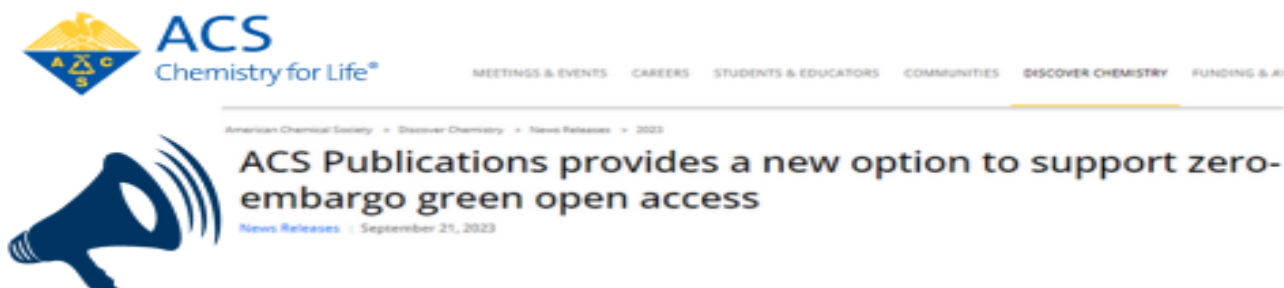 ACS
Chemistry for Life®
A C S
MEETINGS & EVENTS CAREERS STUDENTS & EDUCATORS COMMUNITIES DISCOVER CHEMISTRY FUNDING &
American Chemical Society » Discover Chemistry » News Releases » 2023
ACS Publications provides a new option to support zero-
embargo green open access
News Releases | September 21, 2023